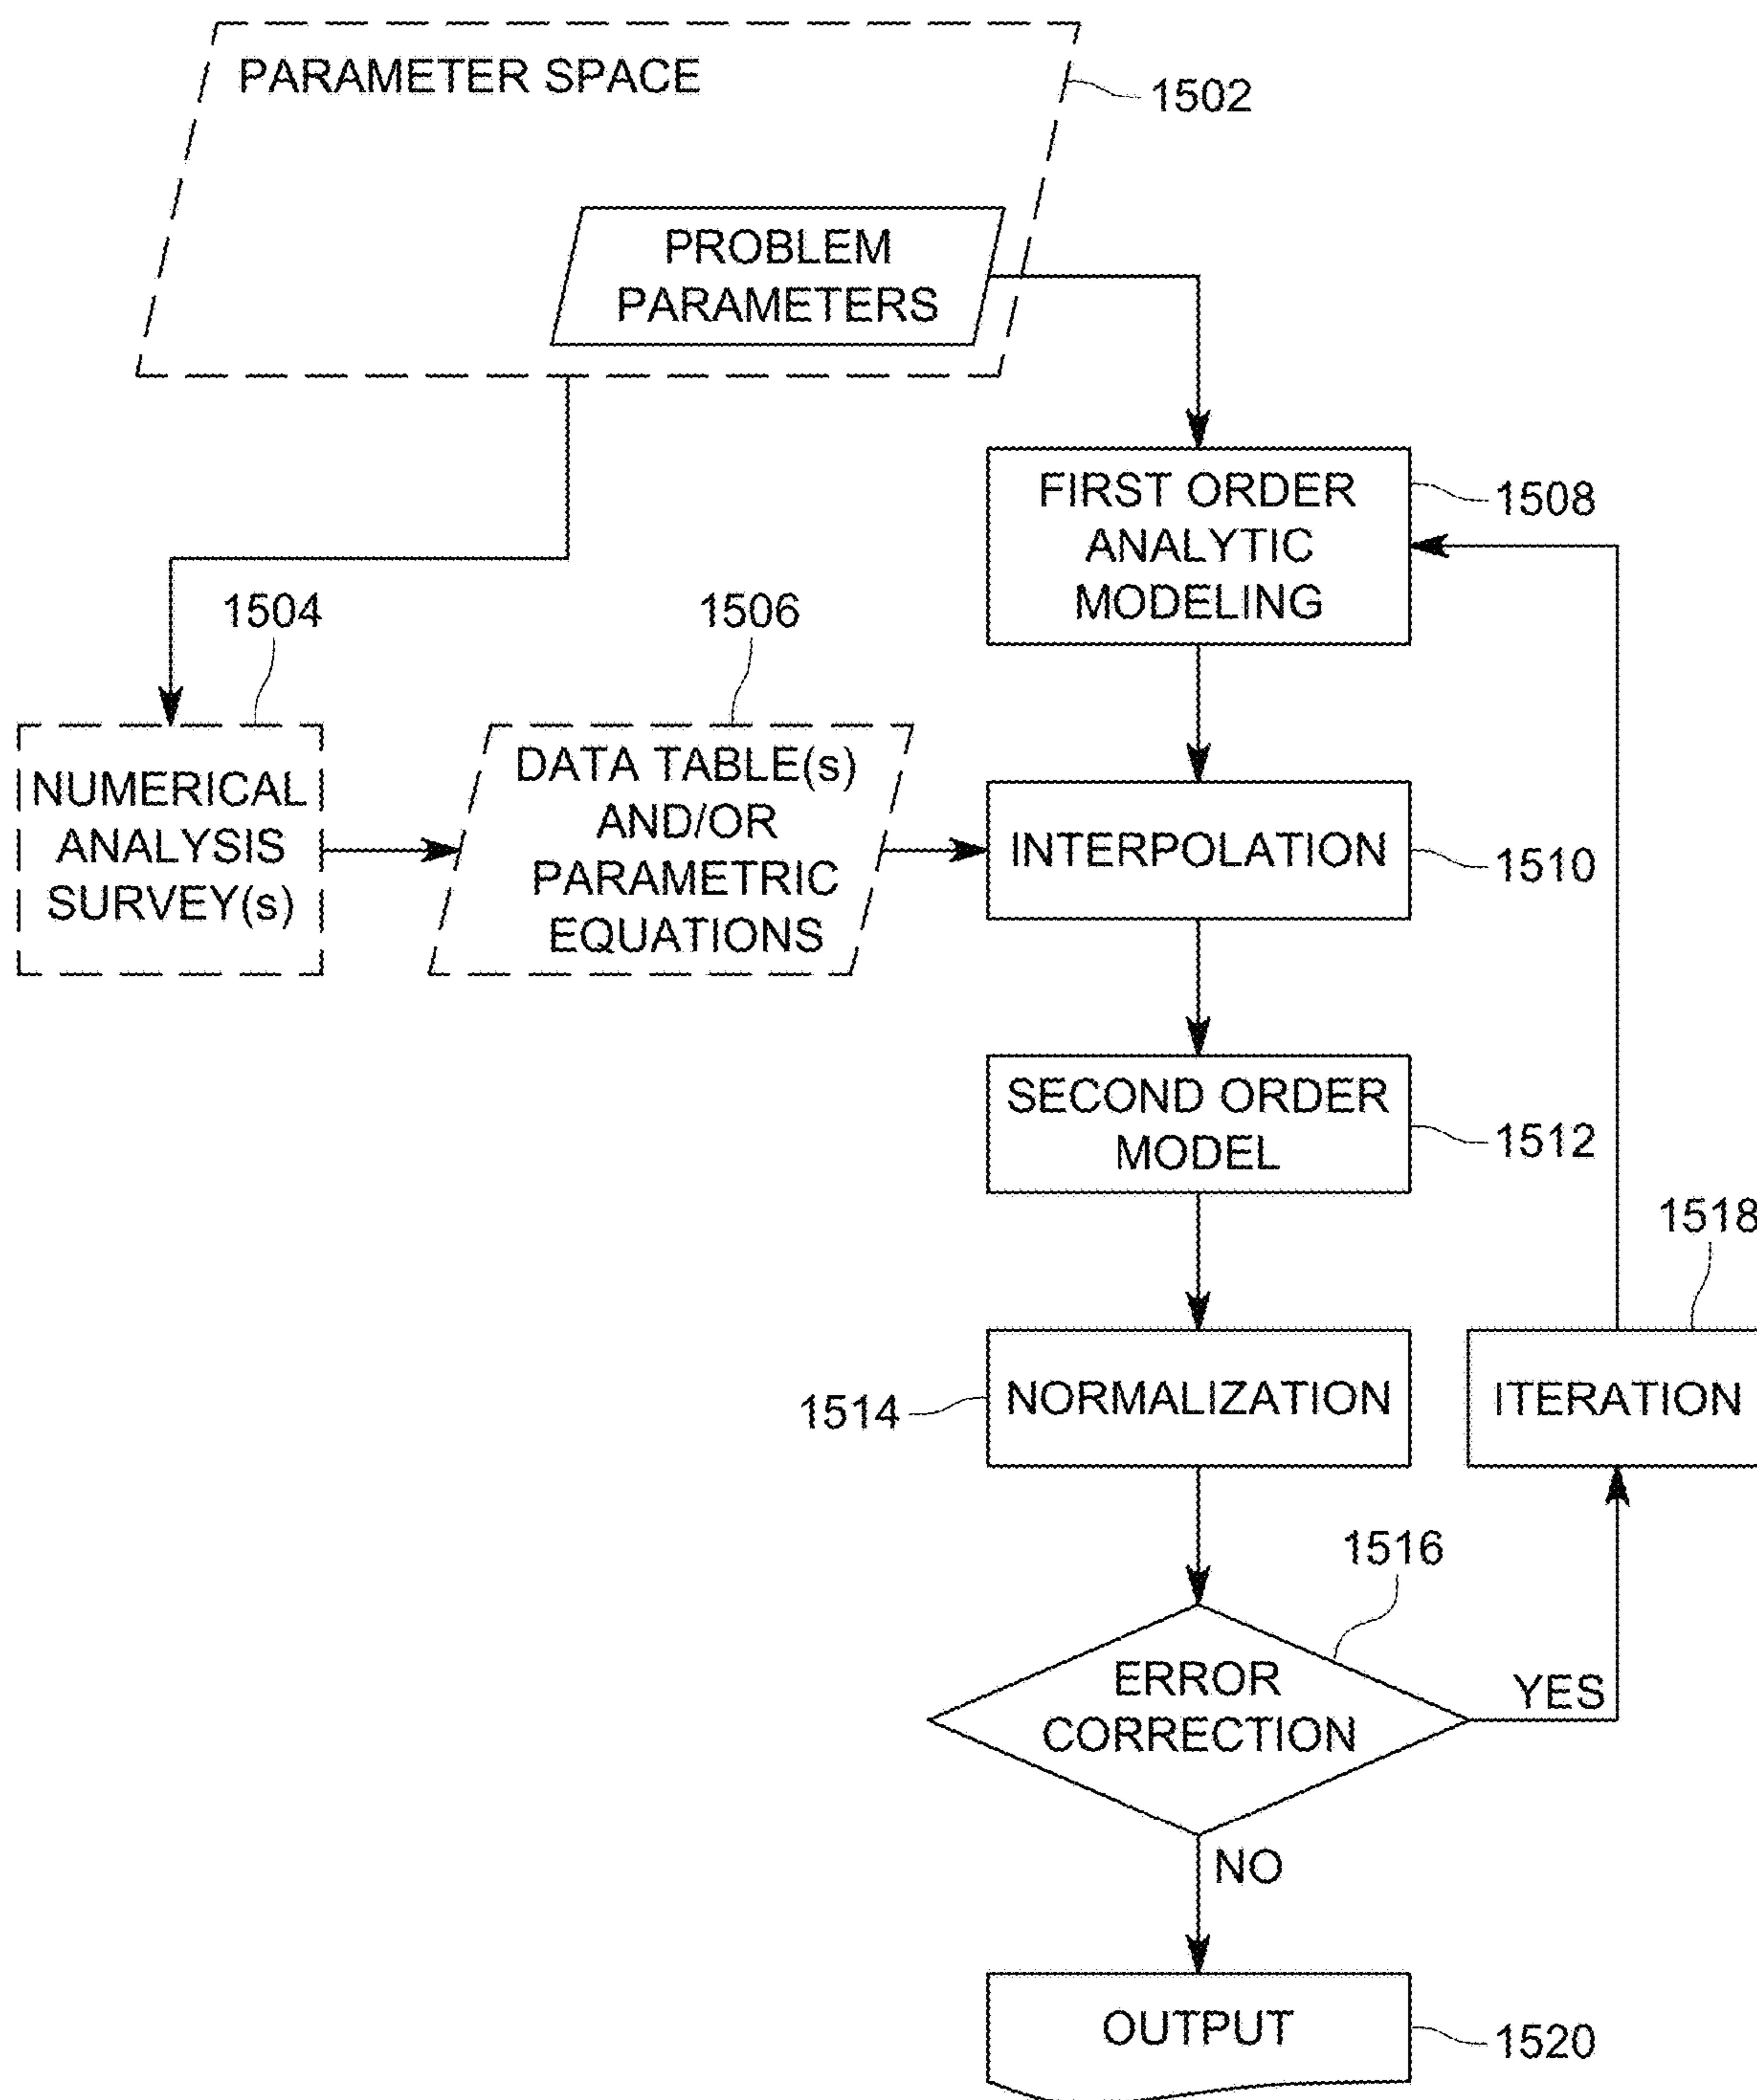 PARAMETER SPACE
1502
PROBLEM
PARAMETERS
FIRST ORDER
ANALYTIC
MODELING
1508
1504
1506
NUMERICAL
ANALYSIS
SURVEY(s)
DATA TABLE(s)
AND/OR
PARAMETRIC
EQUATIONS
INTERPOLATION
1510
SECOND ORDER
MODEL
1512
1518
1514
NORMALIZATION
ITERATION
1516
ERROR
CORRECTION
YES
NO
OUTPUT
1520